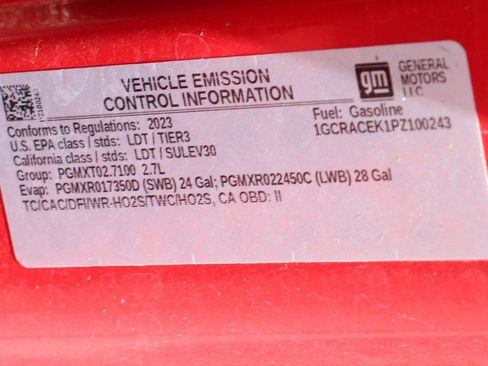 VEHICLE EMISSION
CONTROL INFORMATION
gm
GENERAL
MOTORS
LLC
Conforms to Regulations: 2023
Fuel: Gasoline
U.S. EPA class / stds: LDT / TIER3
1GCRACEK1PZ100243
California class / stds: LDT / SULEV30
Group: PGMXT02.7100 2.7L
Evap: PGMXR017350D (SWB) 24 Gal; PGMXR022450C (LWB) 28 Gal
TC/CAC/DFI/WR-HO2S/TWC/HO2S, CA OBD: II